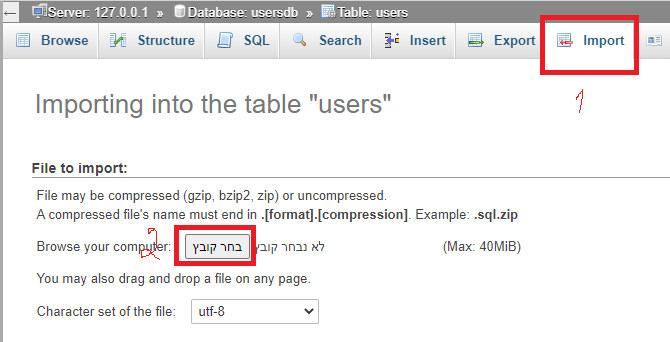 ← Server: 127.0.0.1 » Database: usersdb » Table: users
Browse Structure SQL Search Insert Export Import
1
Importing into the table "users"
File to import:
File may be compressed (gzip, bzip2, zip) or uncompressed.
A compressed file's name must end in .[format].[compression]. Example: .sql.zip
Browse your computer: 2 בחר קובץ לא נבחר קובץ (Max: 40MiB)
You may also drag and drop a file on any page.
Character set of the file: utf-8